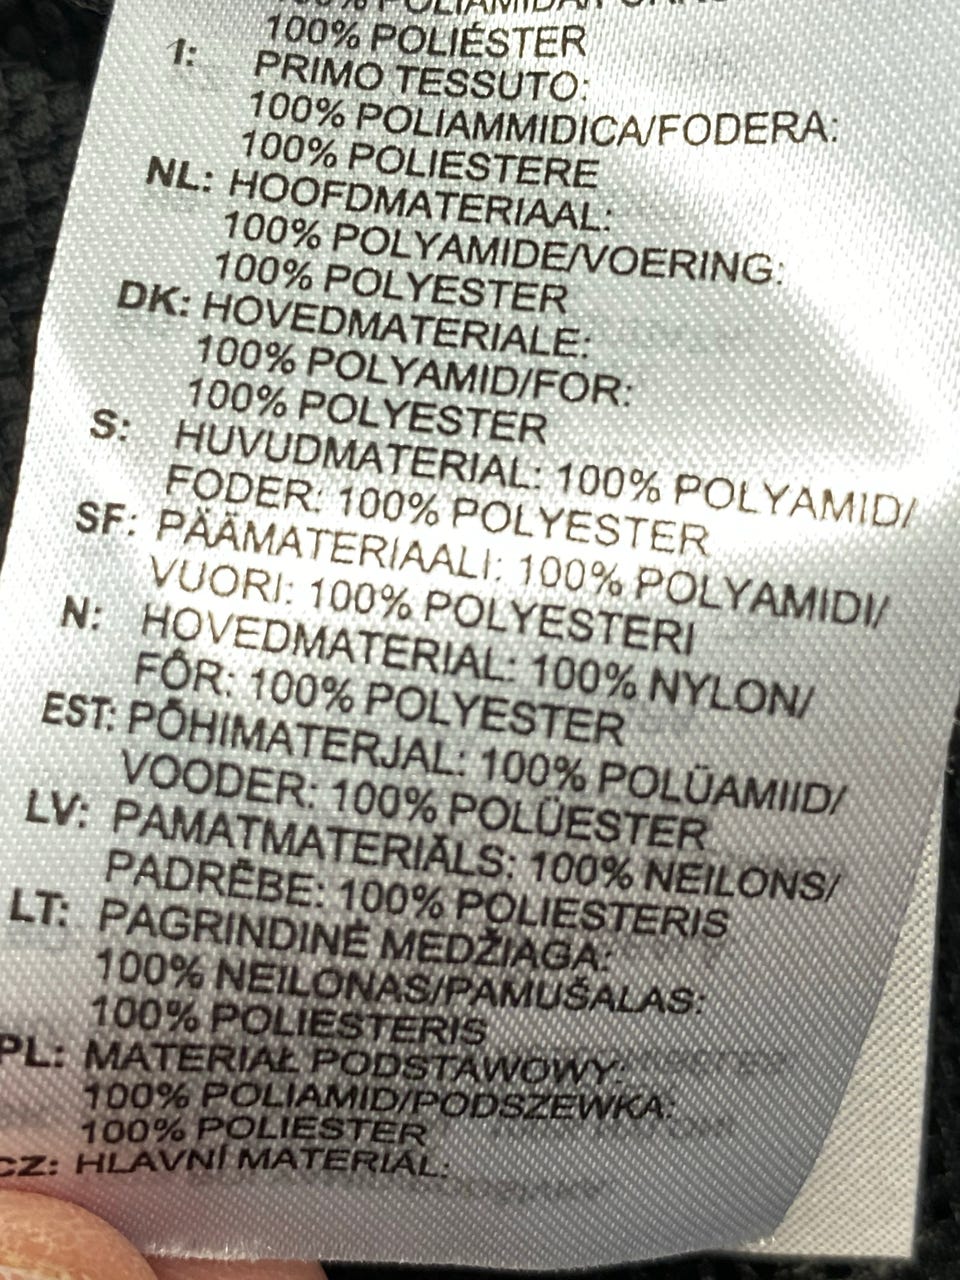 100% POLIÉSTER
I: PRIMO TESSUTO:
100% POLIAMMIDICA/FODERA:
100% POLIESTERE
NL: HOOFDMATERIAAL:
100% POLYAMIDE/VOERING:
100% POLYESTER
DK: HOVEDMATERIALE:
100% POLYAMID/FOR:
100% POLYESTER
S: HUVUDMATERIAL: 100% POLYAMID/
FODER: 100% POLYESTER
SF: PÄÄMATERIAALI: 100% POLYAMIDI/
VUORI: 100% POLYESTERI
N: HOVEDMATERIAL: 100% NYLON/
FÔR: 100% POLYESTER
EST: PÕHIMATERJAL: 100% POLÜAMIID/
VOODER: 100% POLÜESTER
LV: PAMATMATERIĀLS: 100% NEILONS/
PADRĒBE: 100% POLIESTERIS
LT: PAGRINDINĖ MEDŽIAGA:
100% NEILONAS/PAMUŠALAS:
100% POLIESTERIS
PL: MATERIAŁ PODSTAWOWY:
100% POLIAMID/PODSZEWKA:
100% POLIESTER
CZ: HLAVNÍ MATERIÁL: